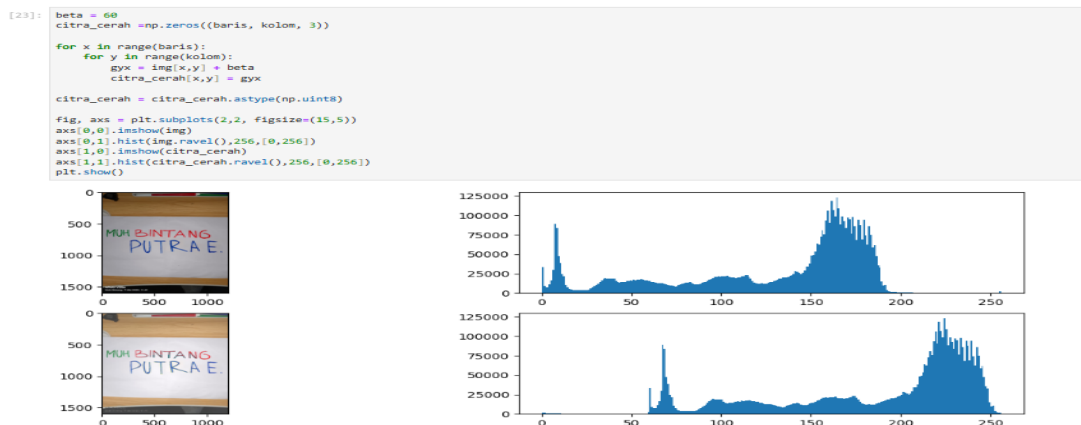 [23]: beta = 60
citra_cerah =np.zeros((baris, kolom, 3))
for x in range(baris):
for y in range(kolom):
gyx = img[x,y] + beta
citra_cerah[x,y] = gyx
citra_cerah = citra_cerah.astype(np.uint8)
fig, axs = plt.subplots(2,2, figsize=(15,5))
axs[0,0].imshow(img)
axs[0,1].hist(img.ravel(),256,[0,256])
axs[1,0].imshow(citra_cerah)
axs[1,1].hist(citra_cerah.ravel(),256,[0,256])
plt.show()
0
500
1000
1500
0 500 1000
MUH BINTANG
PUTRA E.
125000
100000
75000
50000
25000
0
0 50 100 150 200 250
0
500
1000
1500
0 500 1000
MUH BINTANG
PUTRA E.
125000
100000
75000
50000
25000
0
0 50 100 150 200 250